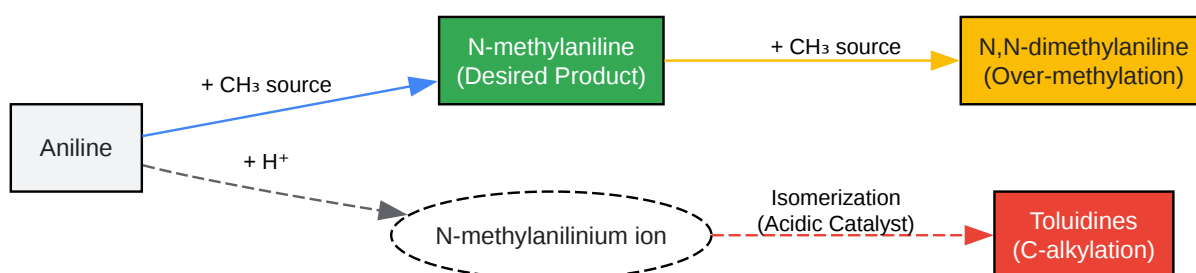 Aniline
+ CH₃ source
N-methylaniline
(Desired Product)
+ CH₃ source
N,N-dimethylaniline
(Over-methylation)
+ H⁺
N-methylanilinium ion
Isomerization
(Acidic Catalyst)
Toluidines
(C-alkylation)